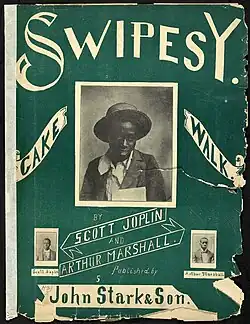 SWIPESY.
CAKE WALK
BY
SCOTT JOPLIN
AND
ARTHUR MARSHALL.
Scott Joplin
Arthur Marshall
Published by
John Stark & Son.